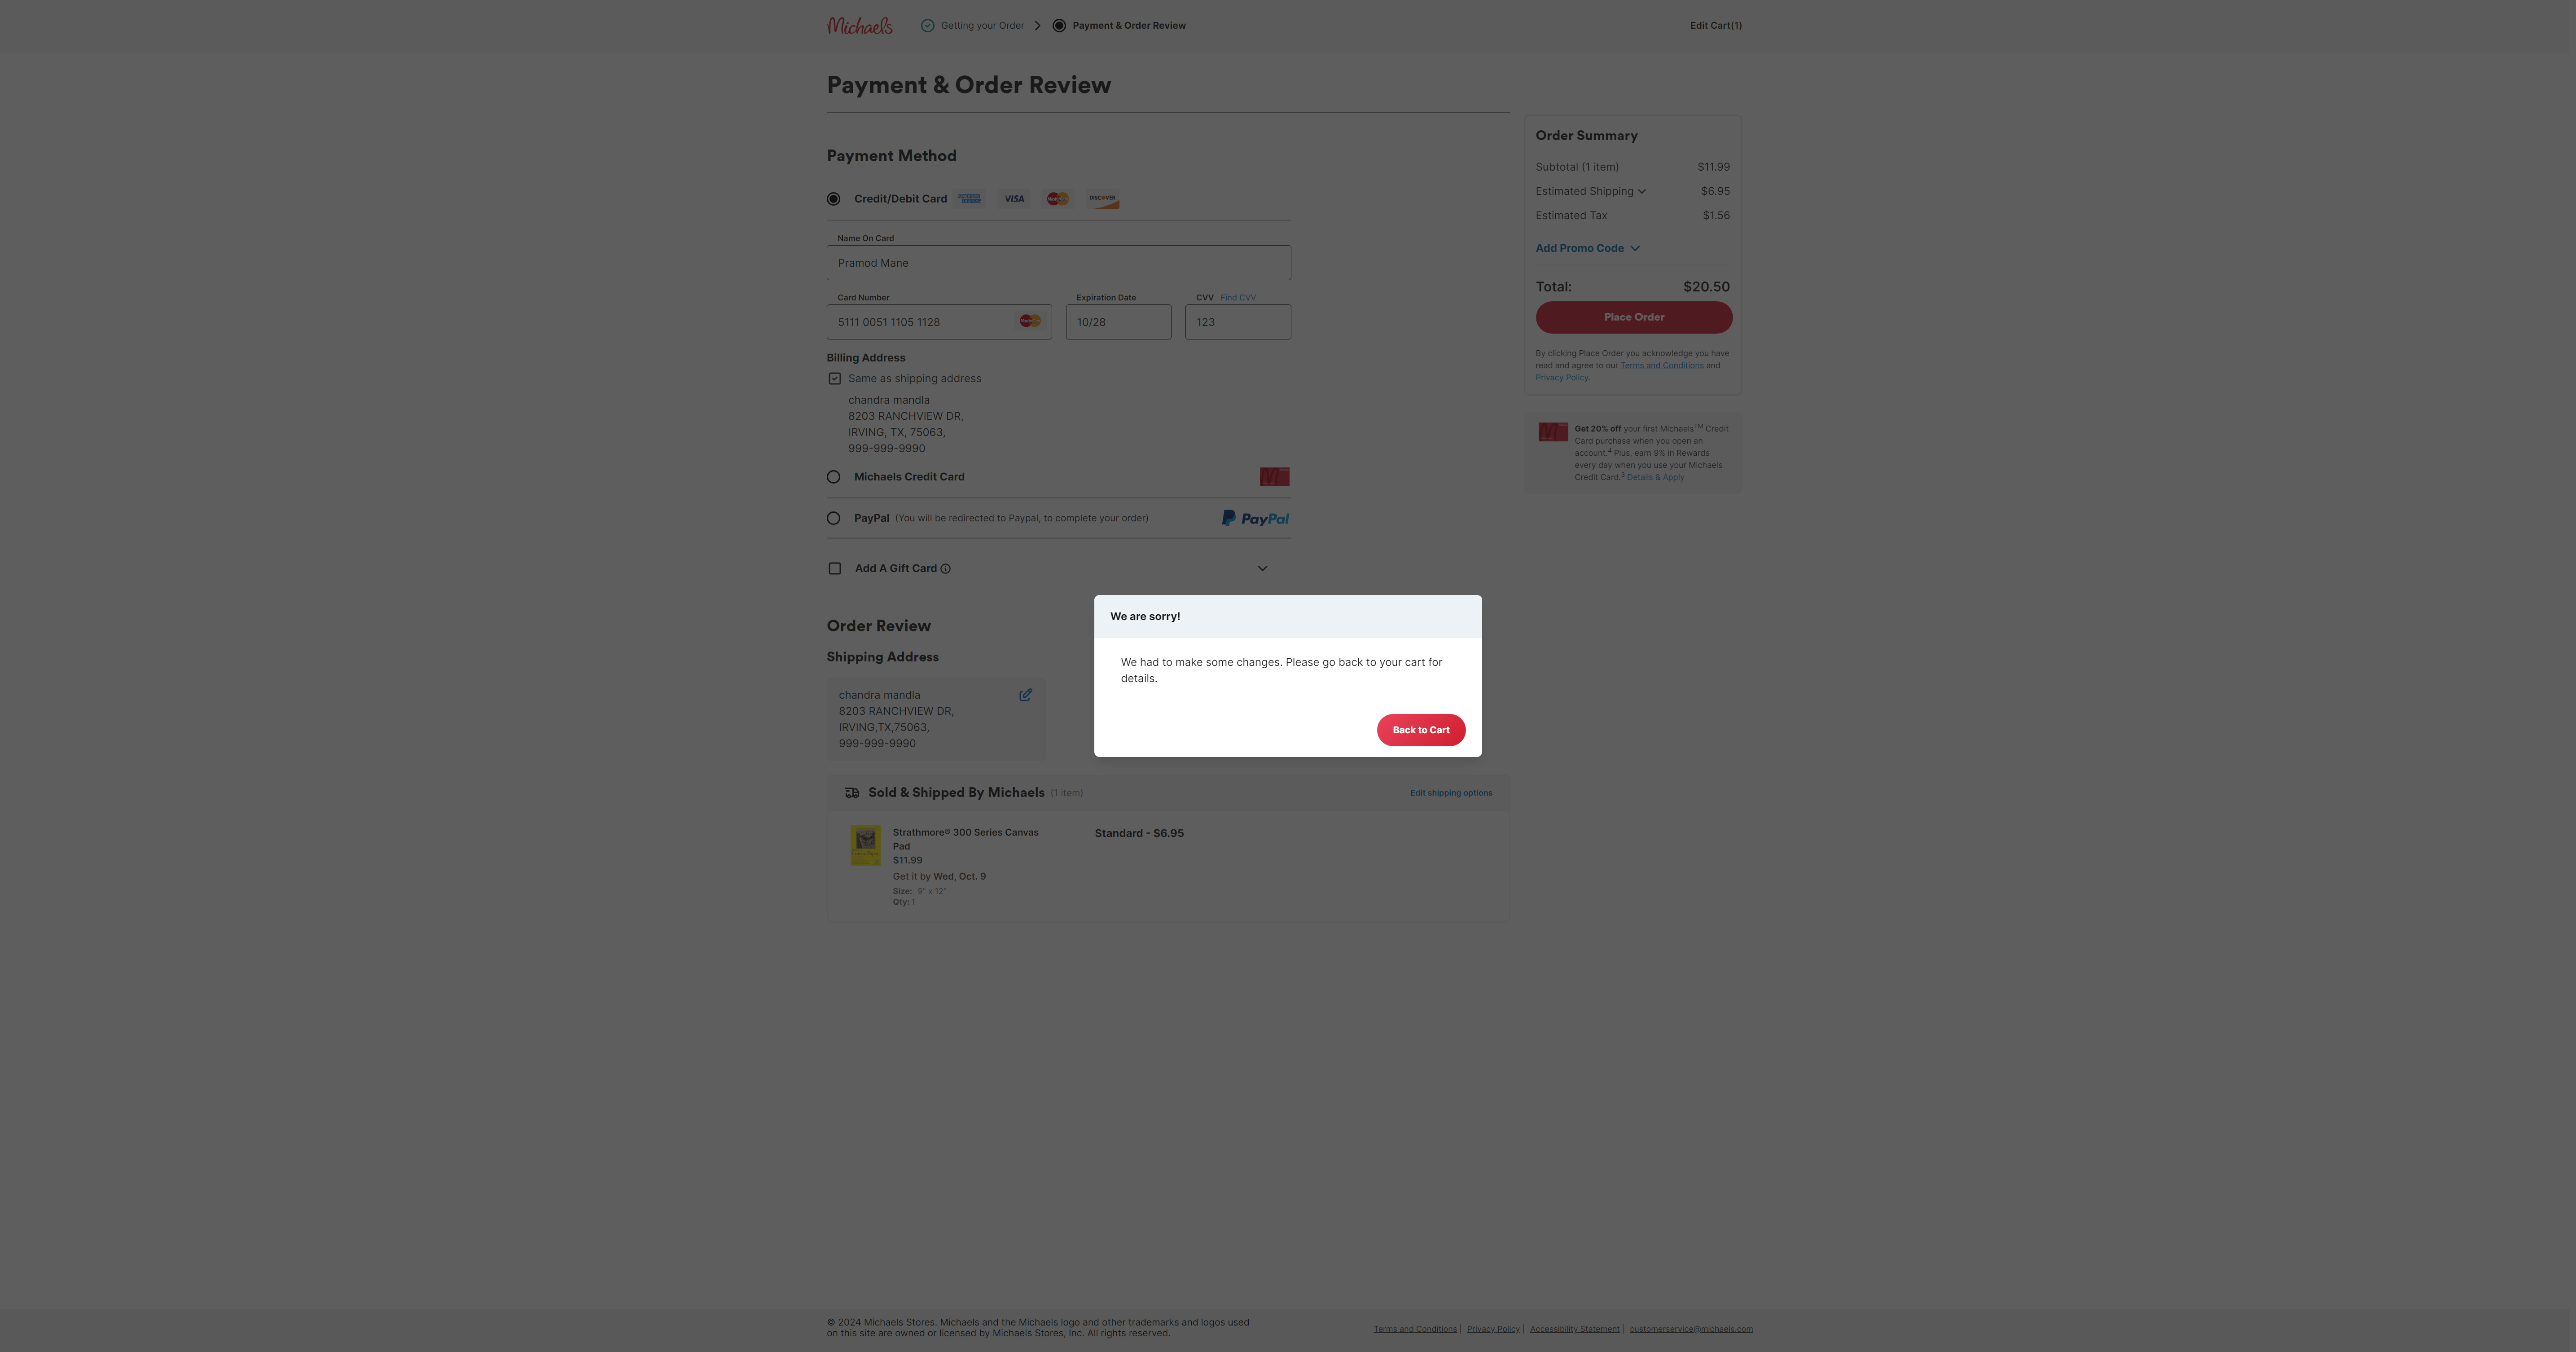 Michaels
Getting your Order
Payment & Order Review
Edit Cart(1)
Payment & Order Review
Payment Method
Credit/Debit Card
VISA
DISCOVER
Name On Card
Pramod Mane
Card Number
Expiration Date
CVV Find CVV
5111 0051 1105 1128
10/28
123
Billing Address
Same as shipping address
chandra mandla
8203 RANCHVIEW DR,
IRVING, TX, 75063,
999-999-9990
Michaels Credit Card
PayPal (You will be redirected to Paypal, to complete your order)
PayPal
Add A Gift Card
Order Summary
Subtotal (1 item) $11.99
Estimated Shipping $6.95
Estimated Tax $1.56
Add Promo Code
Total: $20.50
Place Order
By clicking Place Order you acknowledge you have
read and agree to our Terms and Conditions and
Privacy Policy.
Get 20% off your first Michaels™ Credit
Card purchase when you open an
account.⁴ Plus, earn 9% in Rewards
every day when you use your Michaels
Credit Card.³ Details & Apply
We are sorry!
We had to make some changes. Please go back to your cart for
details.
Back to Cart
Order Review
Shipping Address
chandra mandla
8203 RANCHVIEW DR,
IRVING,TX,75063,
999-999-9990
Sold & Shipped By Michaels (1 item)
Edit shipping options
Strathmore® 300 Series Canvas
Pad
$11.99
Get it by Wed, Oct. 9
Size: 9" x 12"
Qty: 1
Standard - $6.95
© 2024 Michaels Stores. Michaels and the Michaels logo and other trademarks and logos used
on this site are owned or licensed by Michaels Stores, Inc. All rights reserved.
Terms and Conditions | Privacy Policy | Accessibility Statement | customerservice@michaels.com